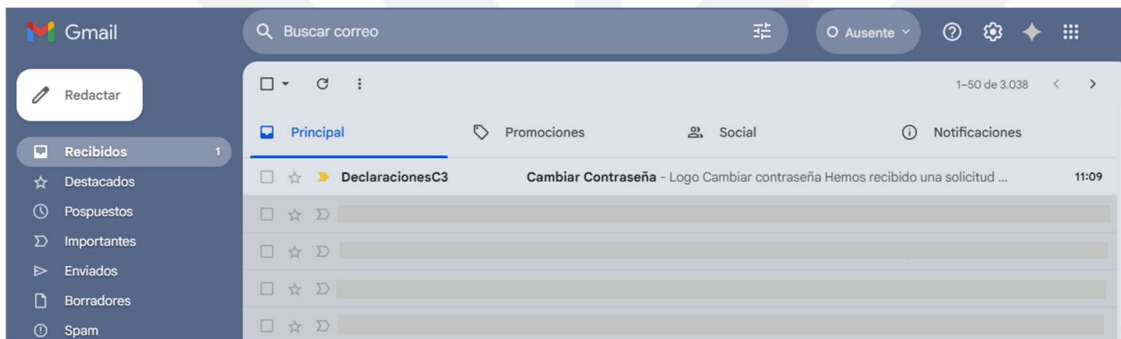 Gmail
Buscar correo
Ausente
Redactar
1–50 de 3.038
Principal
Promociones
Social
Notificaciones
Recibidos 1
DeclaracionesC3 Cambiar Contraseña - Logo Cambiar contraseña Hemos recibido una solicitud ... 11:09
Destacados
Pospuestos
Importantes
Enviados
Borradores
Spam